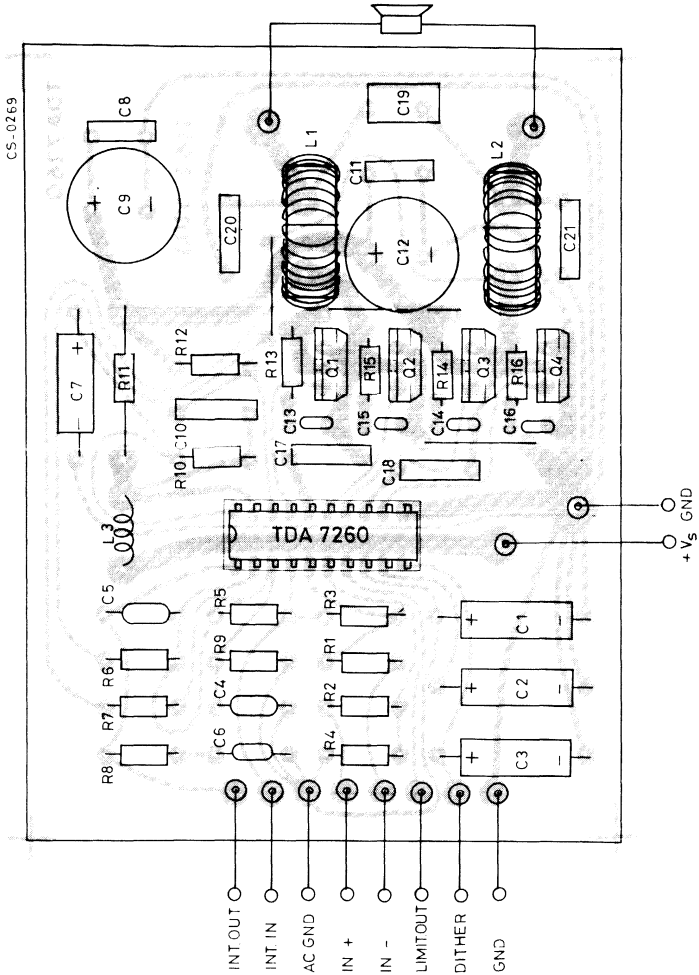 CS-0269
C8
C19
C9
+
-
L1
L2
C11
C20
C12
+
-
C21
C7
+
R11
R12
R13
Q1
R15
Q2
R14
Q3
R16
Q4
C10
C13
C15
C14
C16
R10
C17
C18
L3
TDA 7260
GND
+Vs
C5
R5
R3
C1
+
-
R6
R9
R1
R7
C4
R2
C2
+
-
R8
C6
R4
C3
+
-
INT.OUT
INT.IN
AC GND
IN +
IN -
LIMITOUT
DITHER
GND